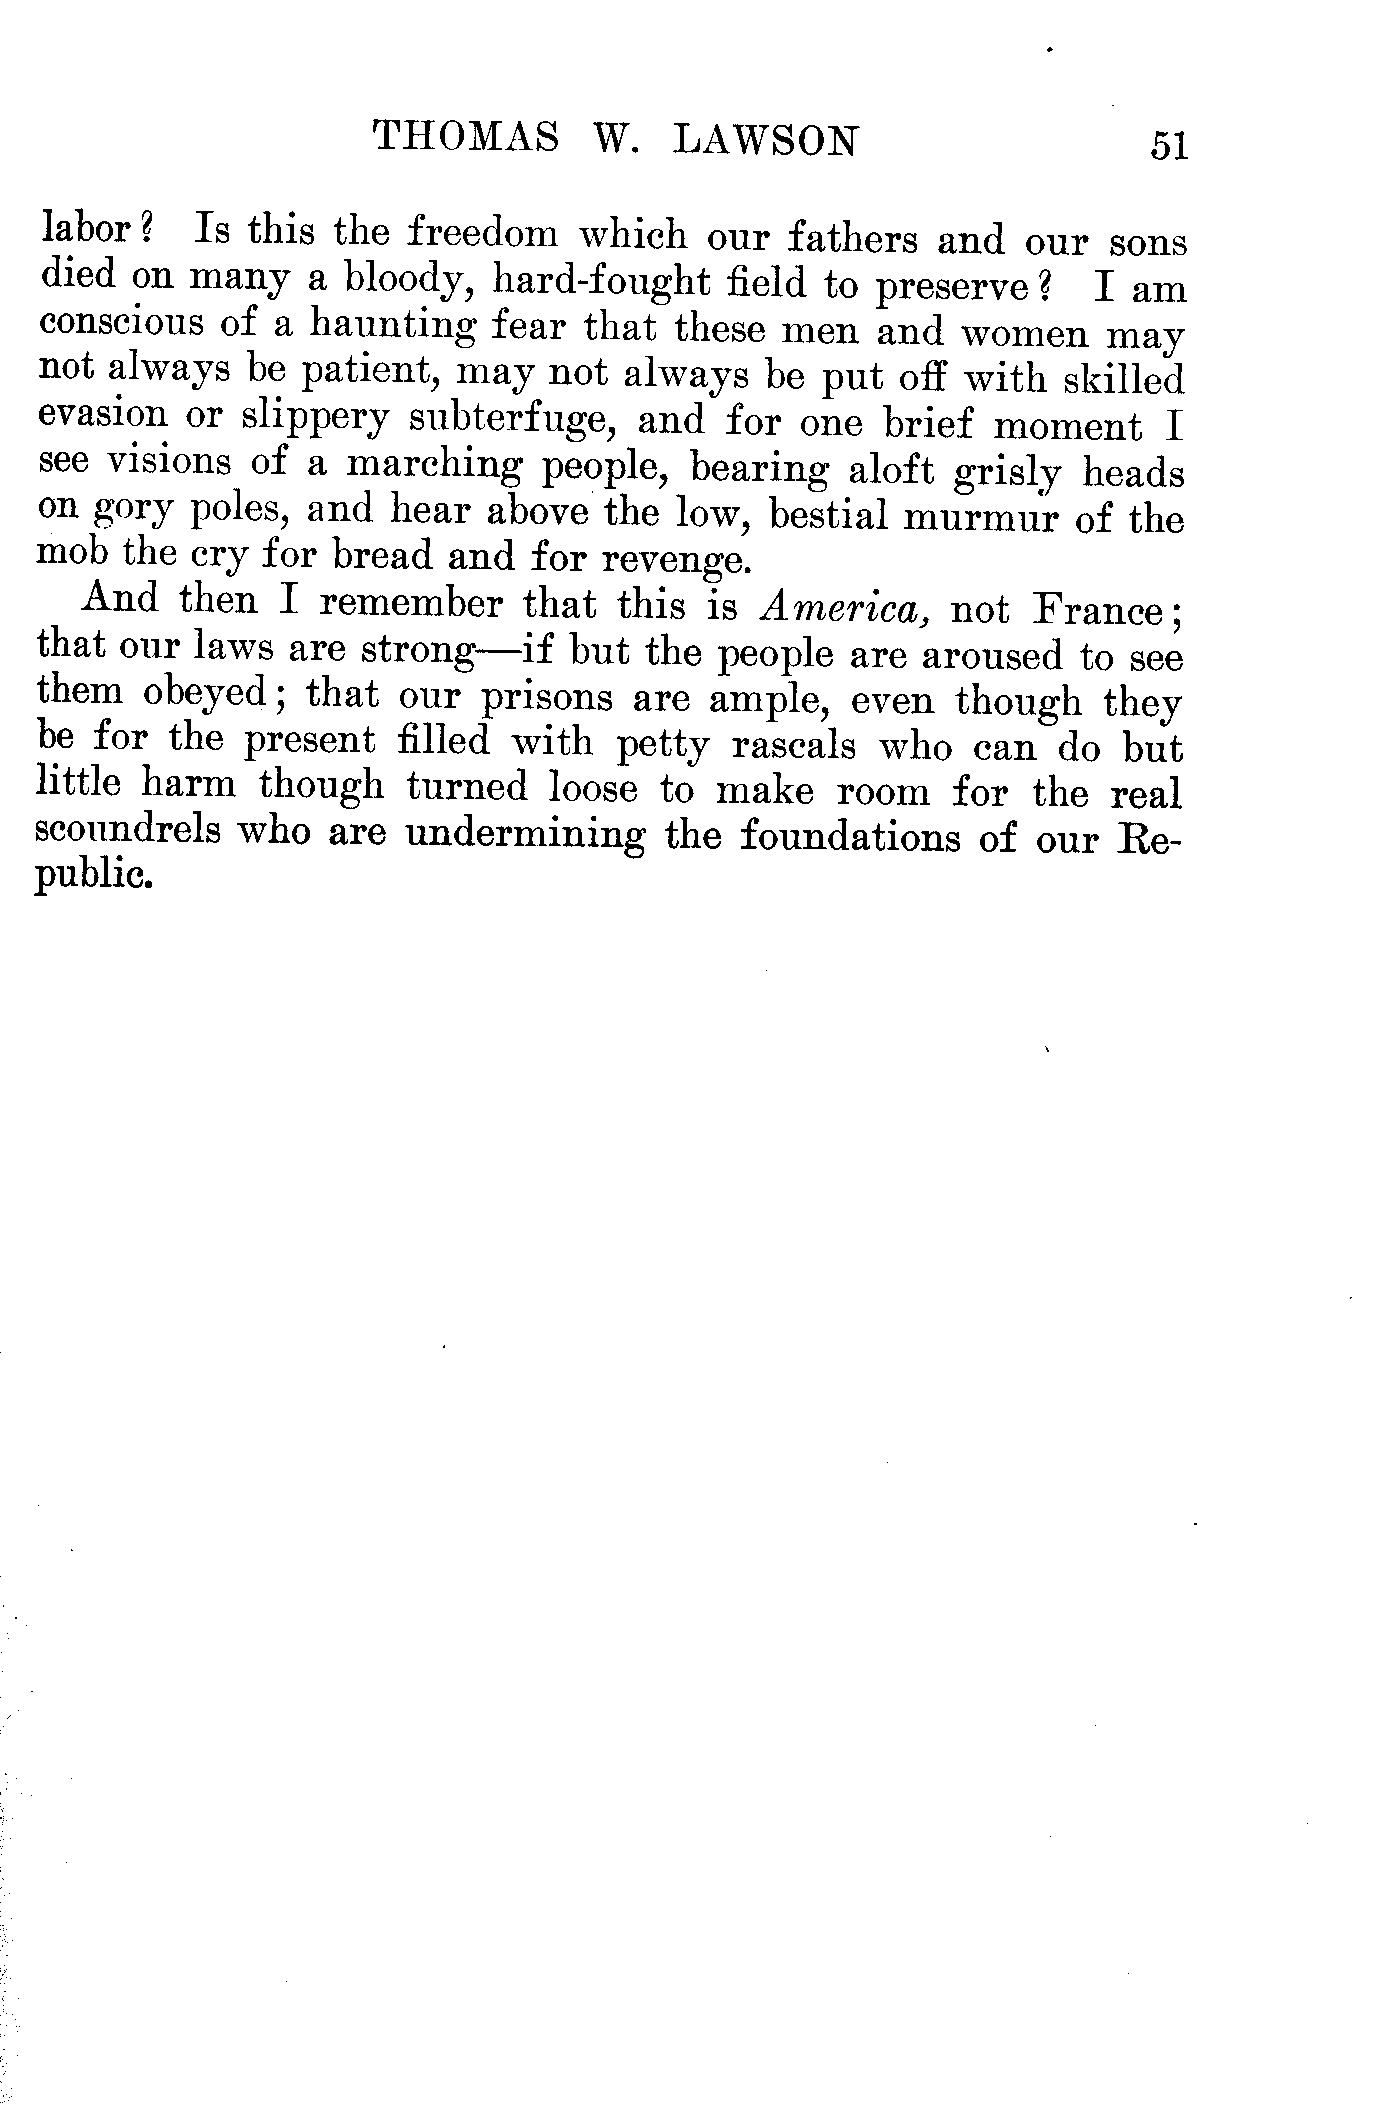 THOMAS W. LAWSON 51
labor? Is this the freedom which our fathers and our sons
died on many a bloody, hard-fought field to preserve? I am
conscious of a haunting fear that these men and women may
not always be patient, may not always be put off with skilled
evasion or slippery subterfuge, and for one brief moment I
see visions of a marching people, bearing aloft grisly heads
on gory poles, and hear above the low, bestial murmur of the
mob the cry for bread and for revenge.
And then I remember that this is America, not France;
that our laws are strong—if but the people are aroused to see
them obeyed; that our prisons are ample, even though they
be for the present filled with petty rascals who can do but
little harm though turned loose to make room for the real
scoundrels who are undermining the foundations of our Re-
public.